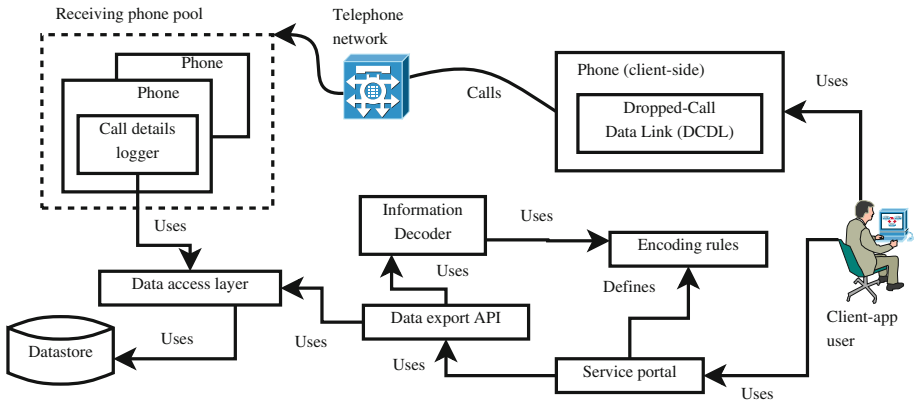 Receiving phone pool
Telephone
network
Phone
Phone
Call details
logger
Calls
Phone (client-side)
Dropped-Call
Data Link (DCDL)
Uses
Uses
Information
Decoder
Uses
Encoding rules
Data access layer
Uses
Defines
Client-app
user
Uses
Data export API
Datastore
Uses
Uses
Service portal
Uses